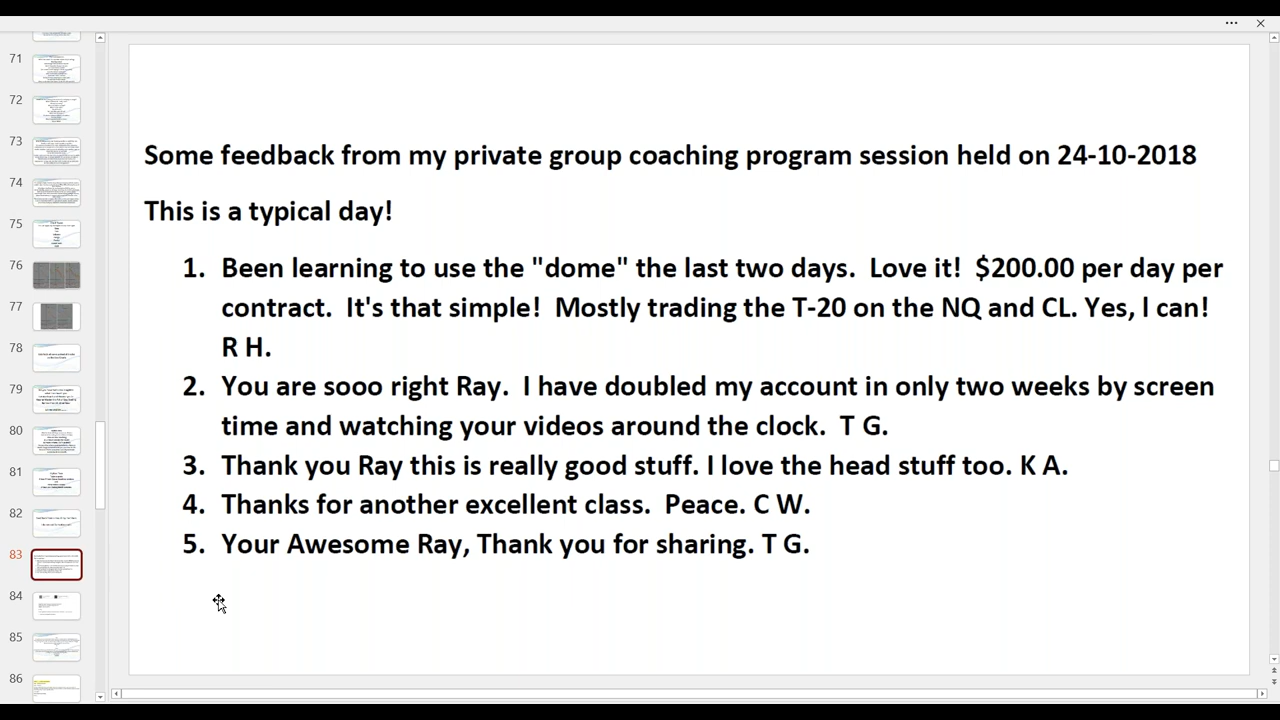 71
72
73
75
76
77
78
79
80
81
82
83
84
85
86
Some feedback from my private group coaching program session held on 24-10-2018
This is a typical day!
1. Been learning to use the "dome" the last two days. Love it! $200.00 per day per
contract. It's that simple! Mostly trading the T-20 on the NQ and CL. Yes, I can!
R H.
2. You are sooo right Ray. I have doubled my account in only two weeks by screen
time and watching your videos around the clock. T G.
3. Thank you Ray this is really good stuff. I love the head stuff too. K A.
4. Thanks for another excellent class. Peace. C W.
5. Your Awesome Ray, Thank you for sharing. T G.